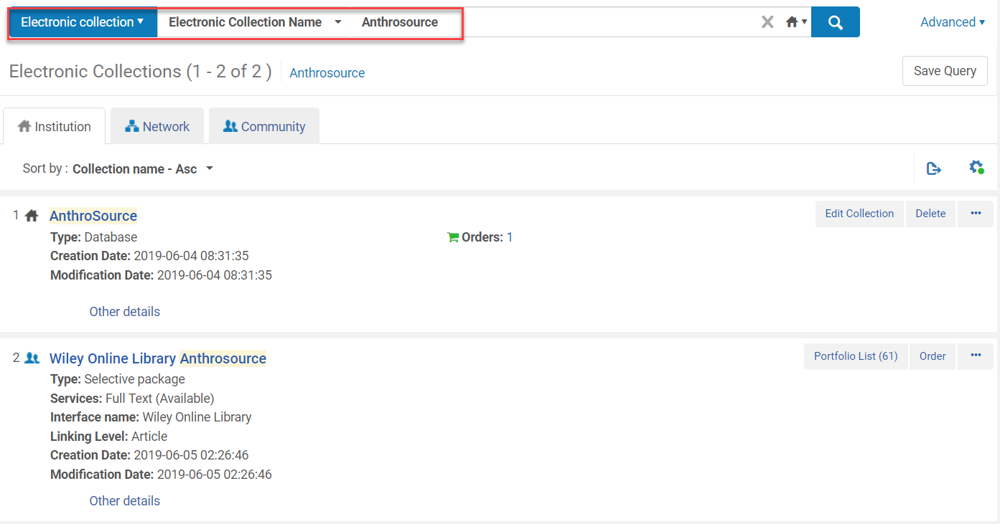 Electronic collection Electronic Collection Name Anthrosource Advanced
Electronic Collections (1 - 2 of 2 ) Anthrosource Save Query
Institution Network Community
Sort by : Collection name - Asc
1 AnthroSource Edit Collection Delete
Type: Database Orders: 1
Creation Date: 2019-06-04 08:31:35
Modification Date: 2019-06-04 08:31:35
Other details
2 Wiley Online Library Anthrosource Portfolio List (61) Order
Type: Selective package
Services: Full Text (Available)
Interface name: Wiley Online Library
Linking Level: Article
Creation Date: 2019-06-05 02:26:46
Modification Date: 2019-06-05 02:26:46
Other details